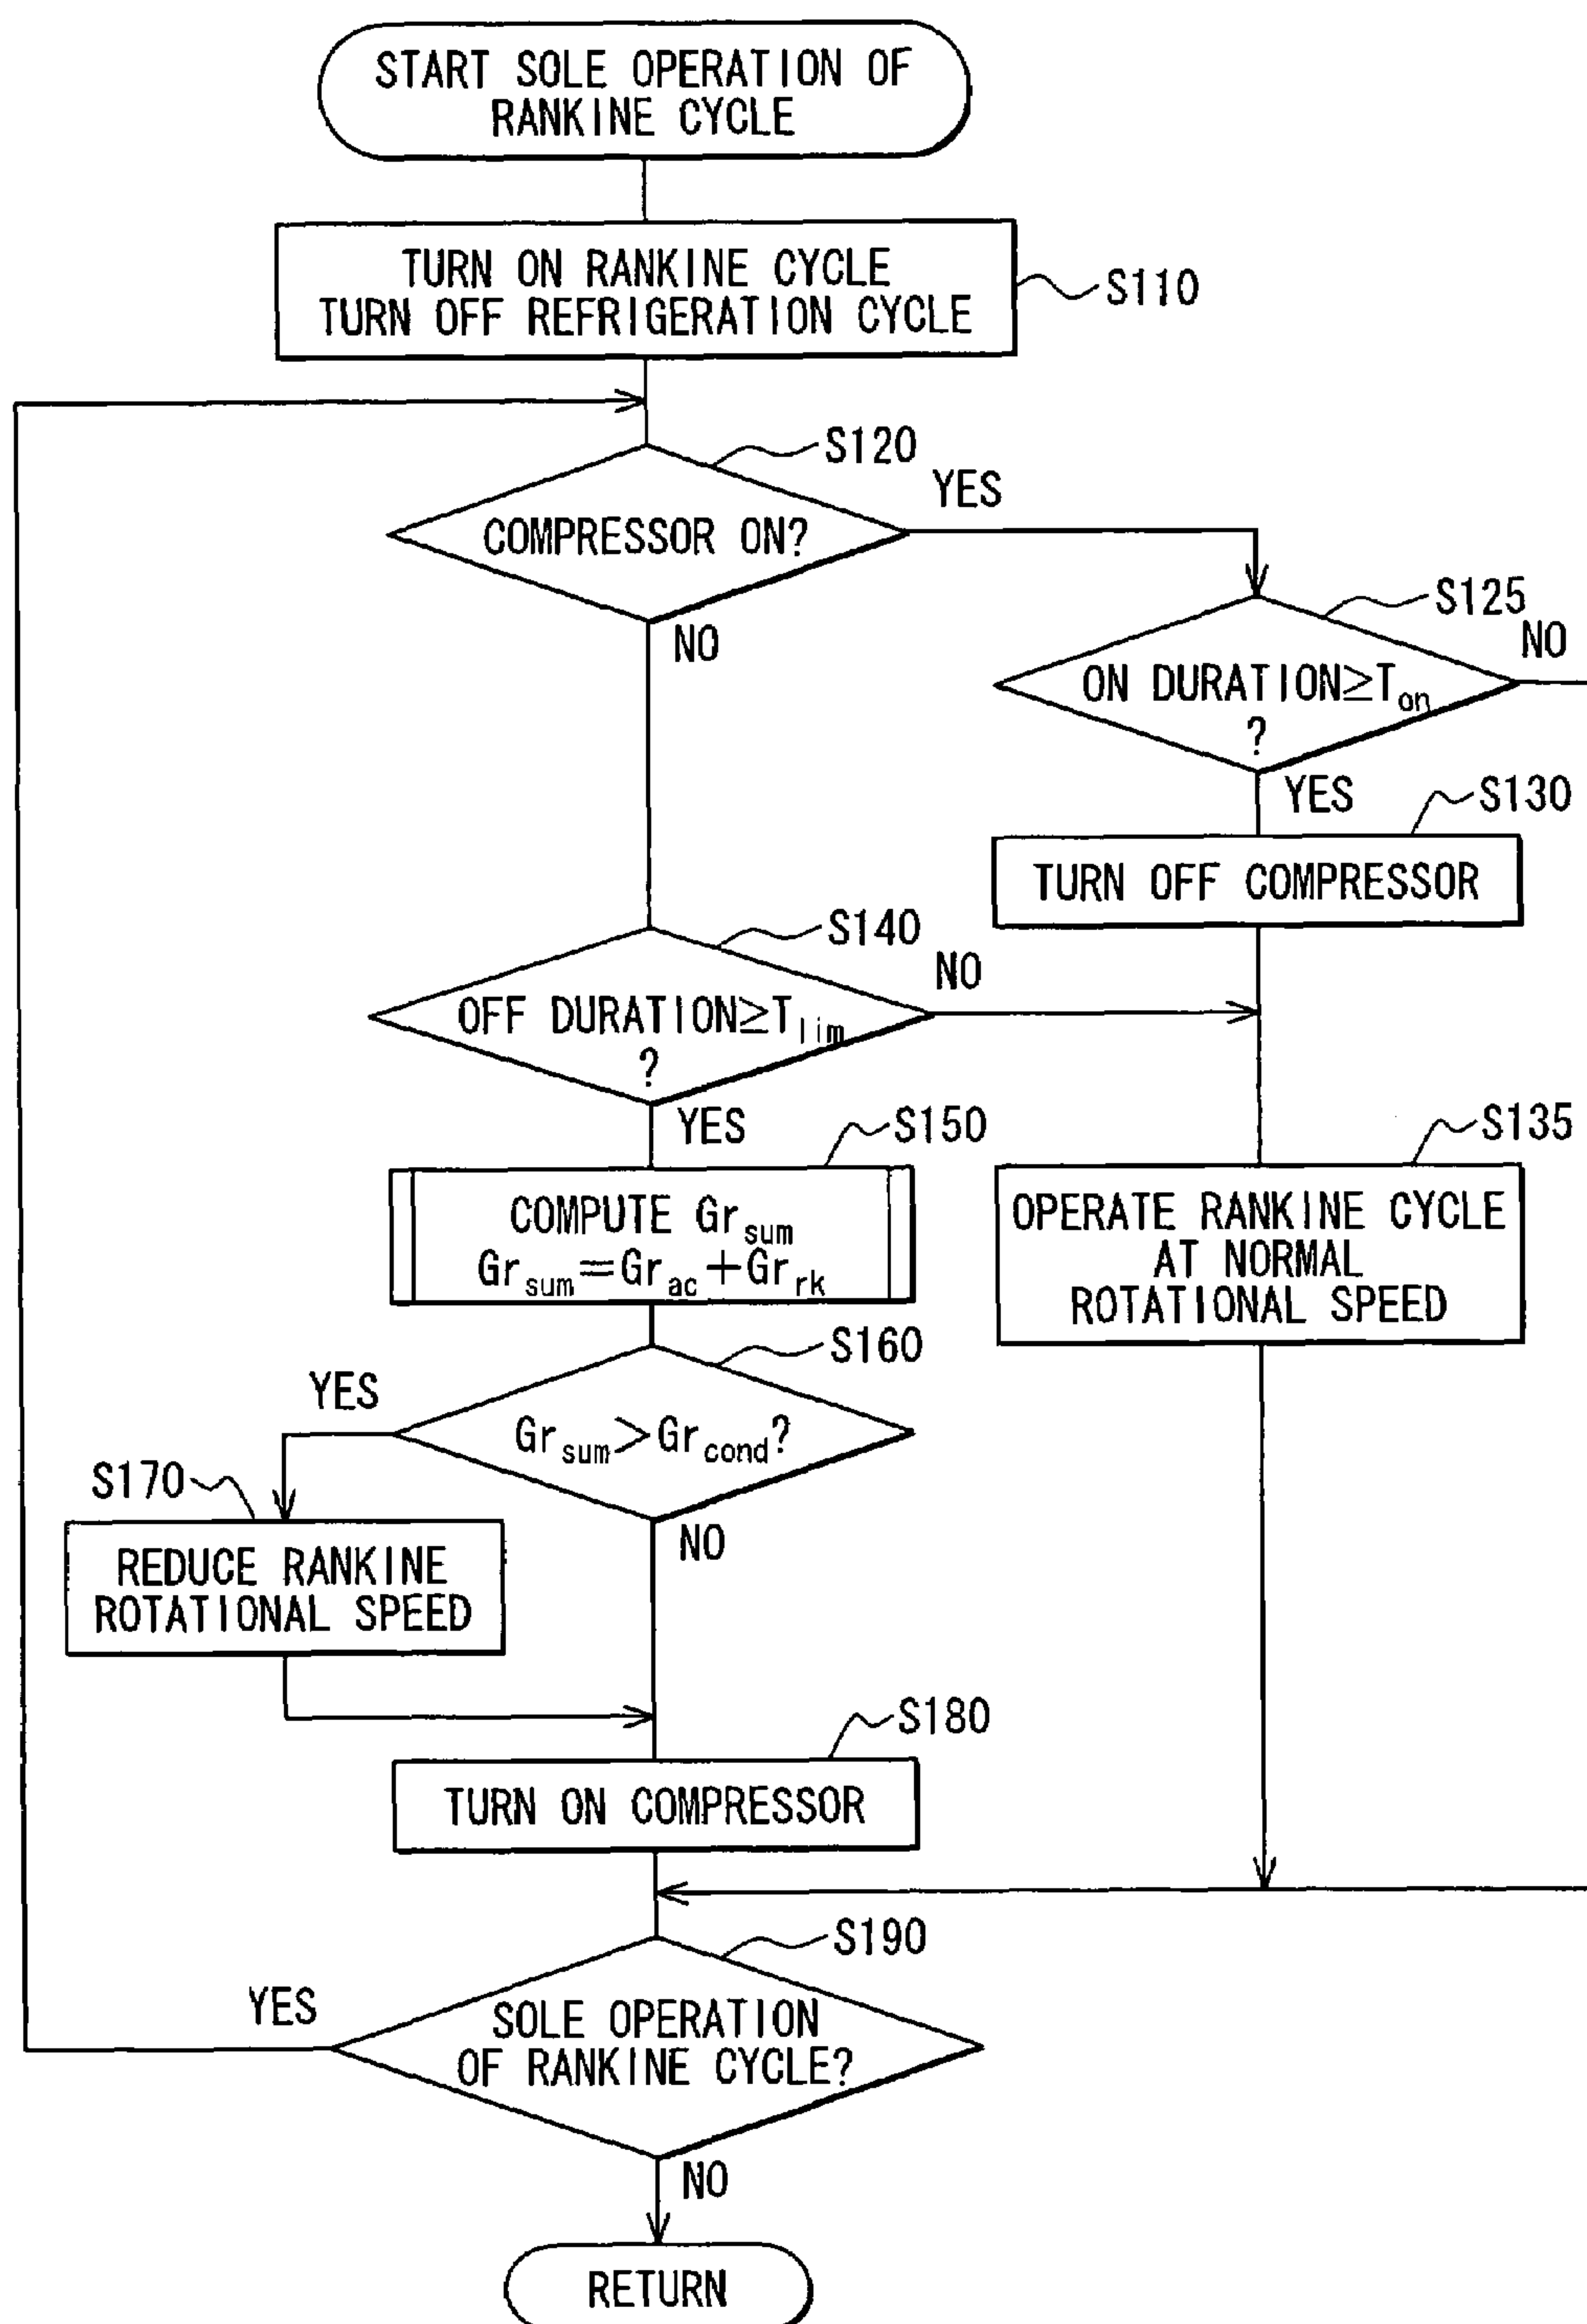 START SOLE OPERATION OF
RANKINE CYCLE
TURN ON RANKINE CYCLE
TURN OFF REFRIGERATION CYCLE
S110
S120
COMPRESSOR ON?
YES
NO
S125
ON DURATION≧Ton
?
NO
YES
S130
TURN OFF COMPRESSOR
S140
OFF DURATION≧Tlim
?
NO
YES
S150
COMPUTE Grsum
Grsum=Grac+Grrk
S135
OPERATE RANKINE CYCLE
AT NORMAL
ROTATIONAL SPEED
S160
Grsum>Grcond?
YES
NO
S170
REDUCE RANKINE
ROTATIONAL SPEED
S180
TURN ON COMPRESSOR
S190
SOLE OPERATION
OF RANKINE CYCLE?
YES
NO
RETURN